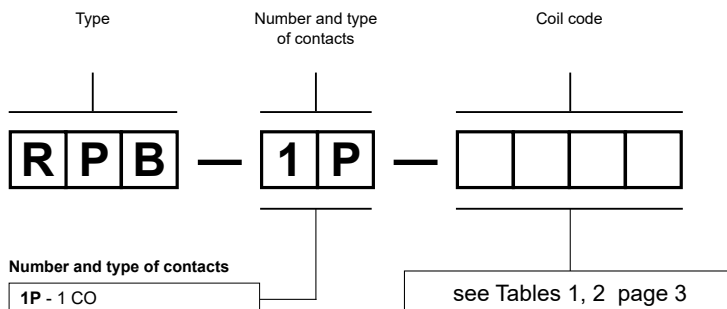 Type
Number and type
of contacts
Coil code
RPB — 1P —
Number and type of contacts
1P - 1 CO
see Tables 1, 2 page 3